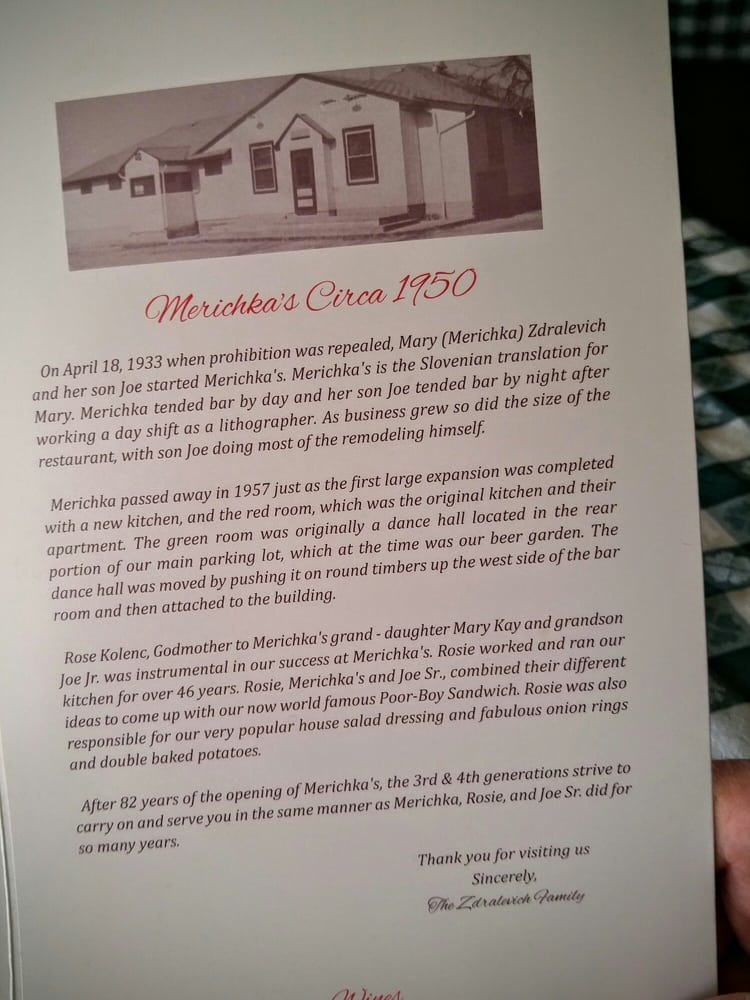 Merichka's Circa 1950
On April 18, 1933 when prohibition was repealed, Mary (Merichka) Zdralevich
and her son Joe started Merichka's. Merichka's is the Slovenian translation for
Mary. Merichka tended bar by day and her son Joe tended bar by night after
working a day shift as a lithographer. As business grew so did the size of the
restaurant, with son Joe doing most of the remodeling himself.
Merichka passed away in 1957 just as the first large expansion was completed
with a new kitchen, and the red room, which was the original kitchen and their
apartment. The green room was originally a dance hall located in the rear
portion of our main parking lot, which at the time was our beer garden. The
dance hall was moved by pushing it on round timbers up the west side of the bar
room and then attached to the building.
Rose Kolenc, Godmother to Merichka's grand - daughter Mary Kay and grandson
Joe Jr. was instrumental in our success at Merichka's. Rosie worked and ran our
kitchen for over 46 years. Rosie, Merichka's and Joe Sr., combined their different
ideas to come up with our now world famous Poor-Boy Sandwich. Rosie was also
responsible for our very popular house salad dressing and fabulous onion rings
and double baked potatoes.
After 82 years of the opening of Merichka's, the 3rd & 4th generations strive to
carry on and serve you in the same manner as Merichka, Rosie, and Joe Sr. did for
so many years.
Thank you for visiting us
Sincerely,
The Zdralevich Family
Wines